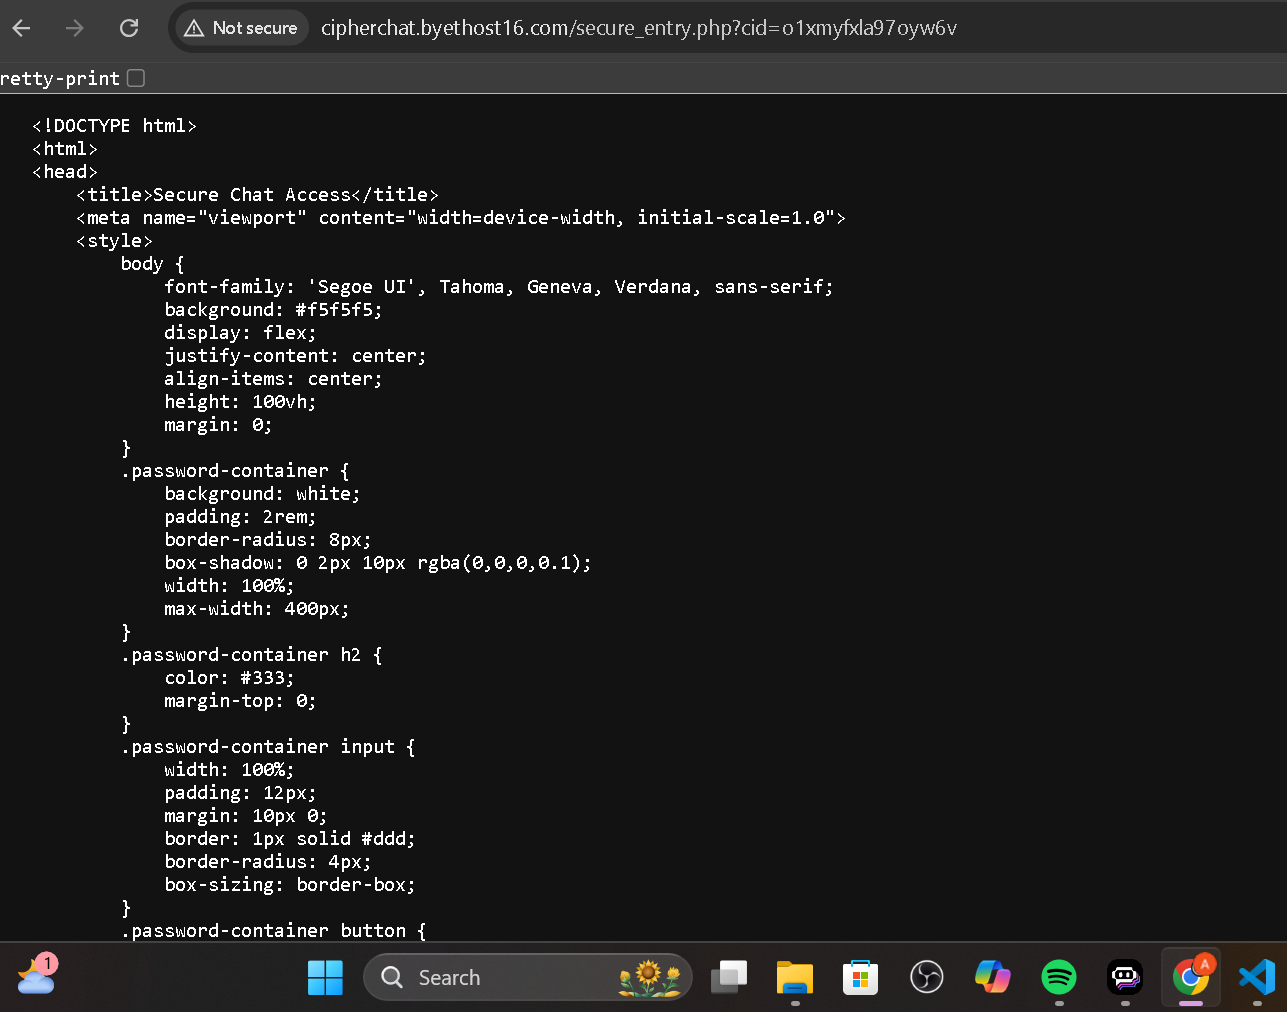 Not secure
cipherchat.byethost16.com/secure_entry.php?cid=o1xmyfxla97oyw6v
retty-print
<!DOCTYPE html>
<html>
<head>
    <title>Secure Chat Access</title>
    <meta name="viewport" content="width=device-width, initial-scale=1.0">
    <style>
        body {
            font-family: 'Segoe UI', Tahoma, Geneva, Verdana, sans-serif;
            background: #f5f5f5;
            display: flex;
            justify-content: center;
            align-items: center;
            height: 100vh;
            margin: 0;
        }
        .password-container {
            background: white;
            padding: 2rem;
            border-radius: 8px;
            box-shadow: 0 2px 10px rgba(0,0,0,0.1);
            width: 100%;
            max-width: 400px;
        }
        .password-container h2 {
            color: #333;
            margin-top: 0;
        }
        .password-container input {
            width: 100%;
            padding: 12px;
            margin: 10px 0;
            border: 1px solid #ddd;
            border-radius: 4px;
            box-sizing: border-box;
        }
        .password-container button {
1
Search
A